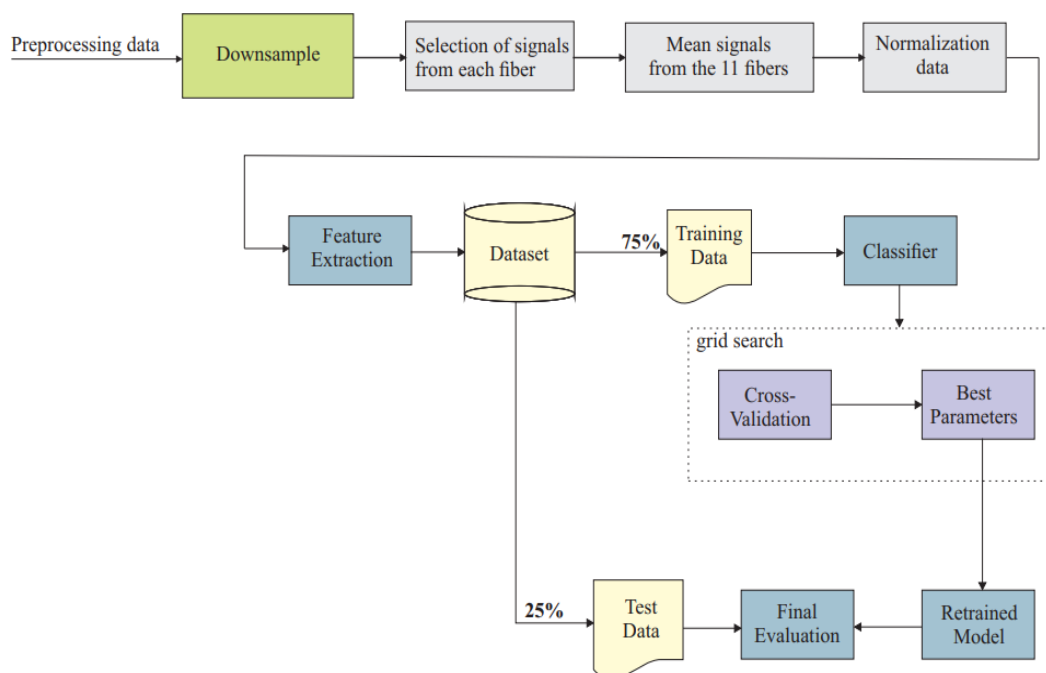 Preprocessing data
Downsample
Selection of signals
from each fiber
Mean signals
from the 11 fibers
Normalization
data
Feature
Extraction
Dataset
75%
Training
Data
Classifier
grid search
Cross-
Validation
Best
Parameters
25%
Test
Data
Final
Evaluation
Retrained
Model